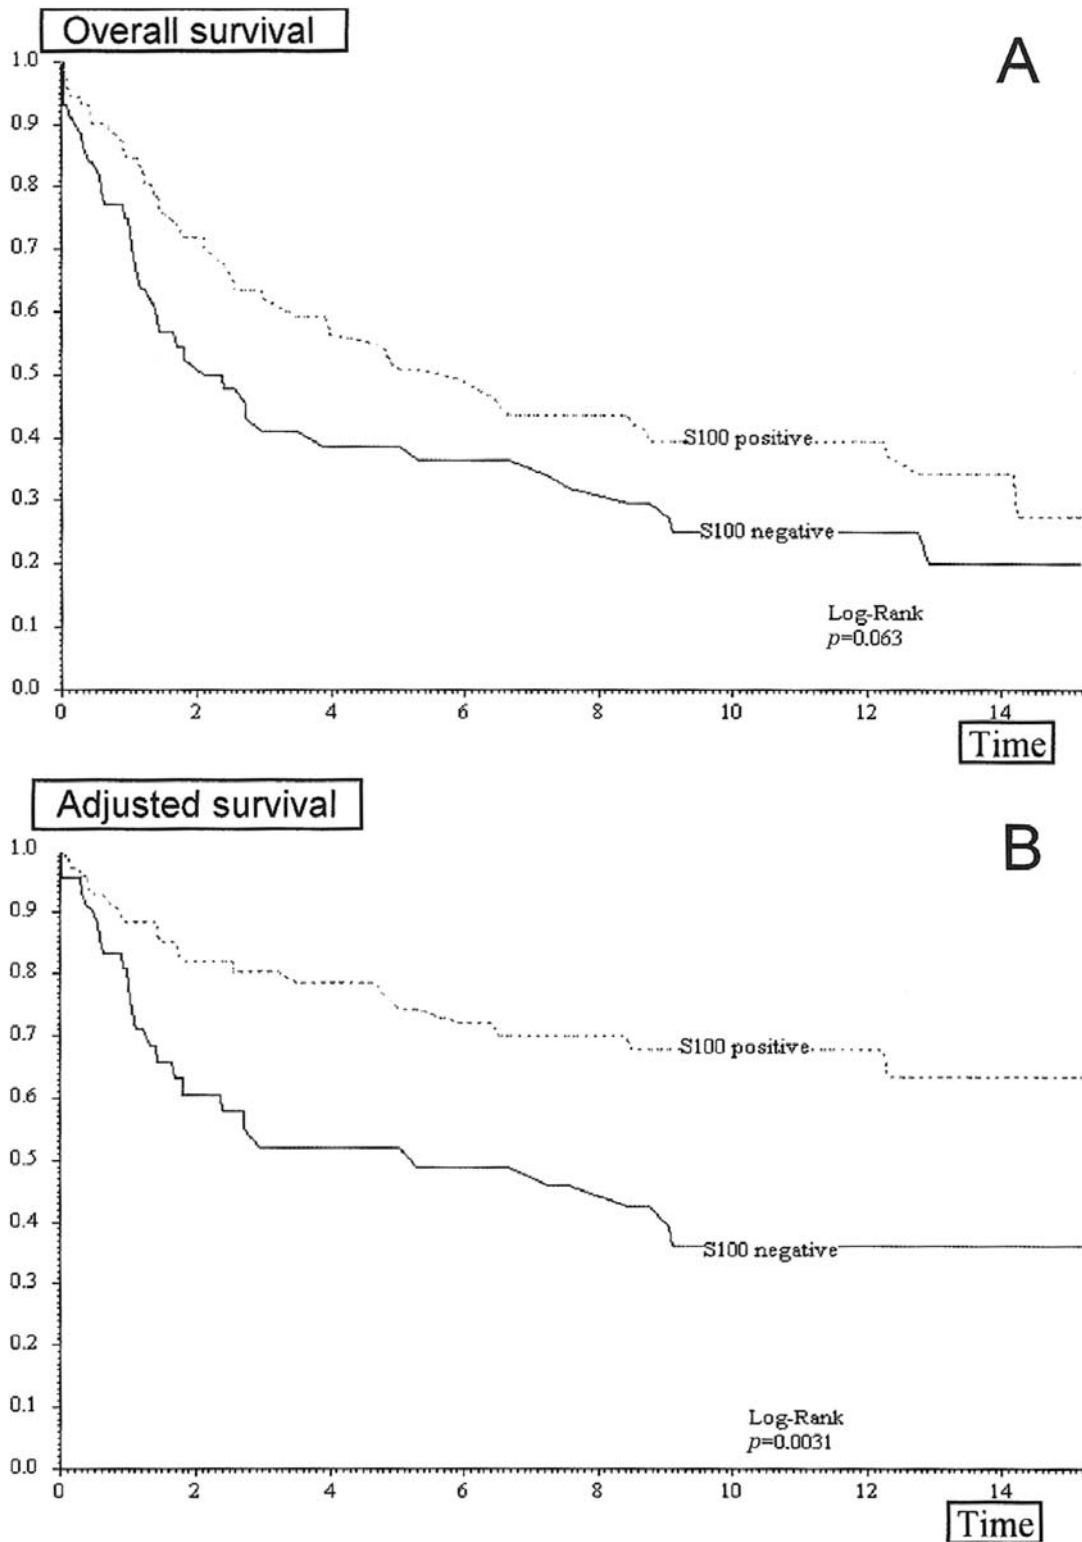 Overall survival
A
1.0
0.9
0.8
0.7
0.6
0.5
0.4
0.3
0.2
0.1
0.0
S100 positive
S100 negative
Log-Rank
p=0.063
0 2 4 6 8 10 12 14
Time
Adjusted survival
B
1.0
0.9
0.8
0.7
0.6
0.5
0.4
0.3
0.2
0.1
0.0
S100 positive
S100 negative
Log-Rank
p=0.0031
0 2 4 6 8 10 12 14
Time